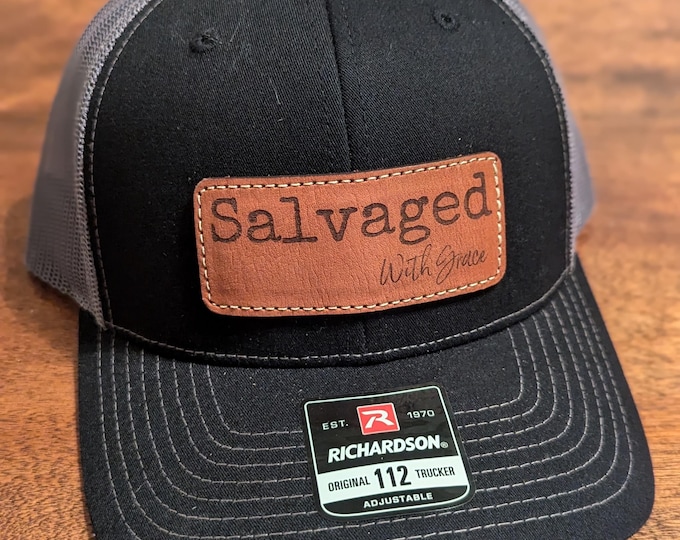 Salvaged
With Grace
EST. R 1970
RICHARDSON®
ORIGINAL 112 TRUCKER
ADJUSTABLE